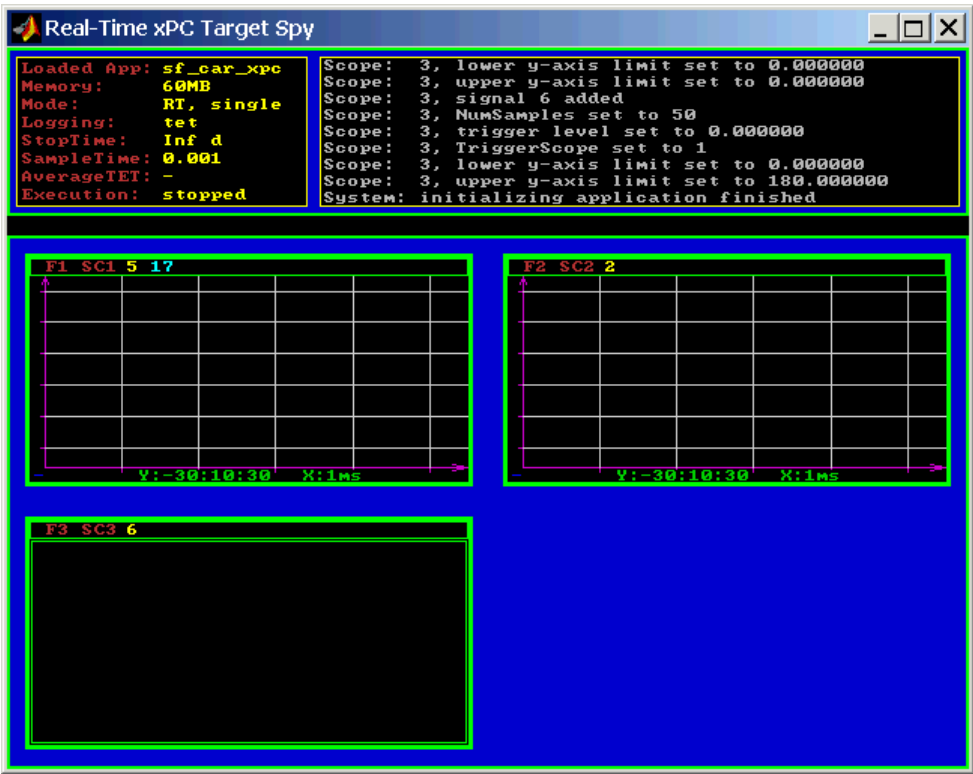 Real-Time xPC Target Spy
Loaded App: sf_car_xpc
Memory: 60MB
Mode: RT, single
Logging: tet
StopTime: Inf d
SampleTime: 0.001
AverageTET: -
Execution: stopped
Scope: 3, lower y-axis limit set to 0.000000
Scope: 3, upper y-axis limit set to 0.000000
Scope: 3, signal 6 added
Scope: 3, NumSamples set to 50
Scope: 3, trigger level set to 0.000000
Scope: 3, TriggerScope set to 1
Scope: 3, lower y-axis limit set to 0.000000
Scope: 3, upper y-axis limit set to 180.000000
System: initializing application finished
F1 SC1 5 17
Y:-30:10:30 X:1ms
F2 SC2 2
Y:-30:10:30 X:1ms
F3 SC3 6